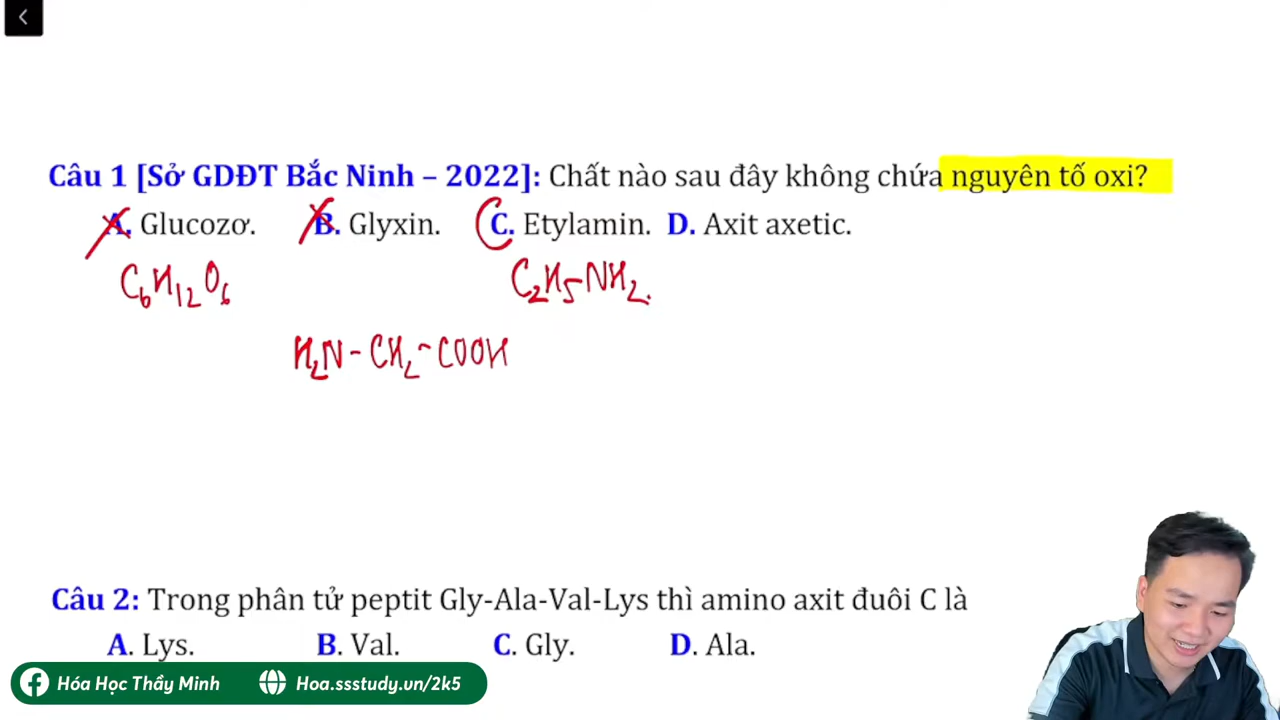 Câu 1 [Sở GDĐT Bắc Ninh – 2022]: Chất nào sau đây không chứa nguyên tố oxi?
A. Glucozơ. B. Glyxin. C. Etylamin. D. Axit axetic.
C6H12O6 C2H5-NH2.
H2N-CH2-COOH
Câu 2: Trong phân tử peptit Gly-Ala-Val-Lys thì amino axit đuôi C là
A. Lys. B. Val. C. Gly. D. Ala.
Hóa Học Thầy Minh Hoa.ssstudy.vn/2k5